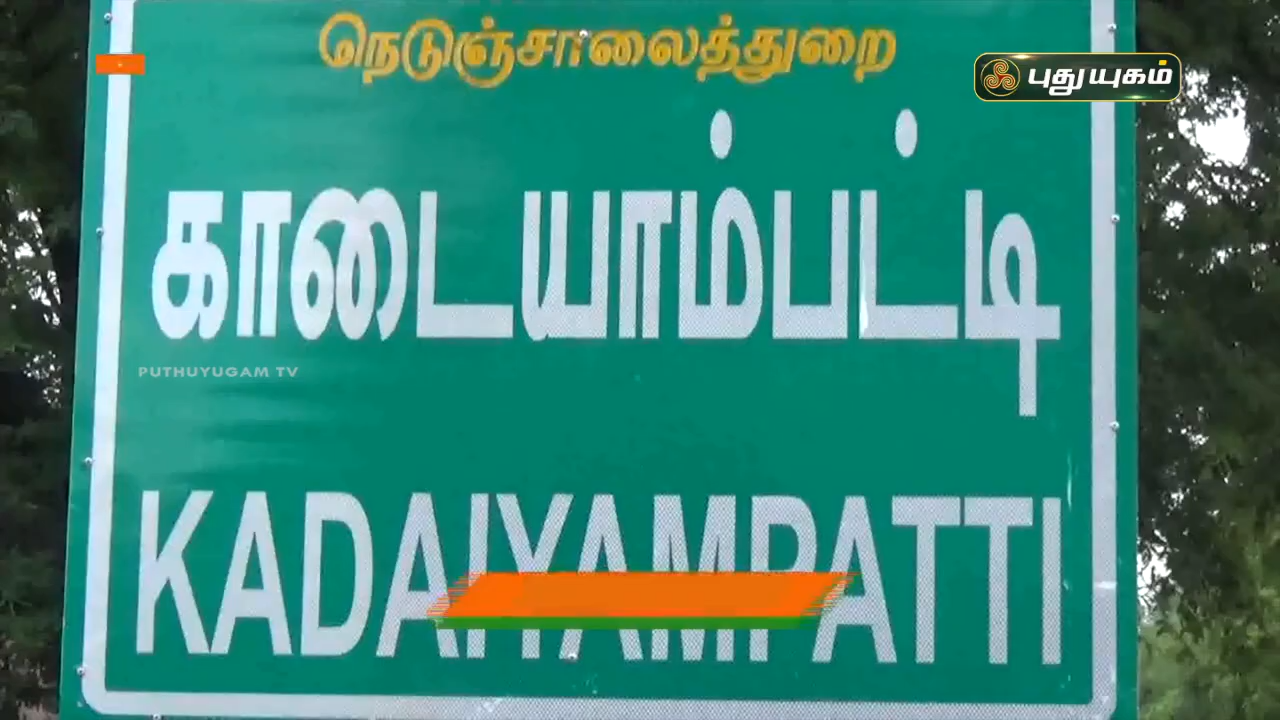 நெடுஞ்சாலைத்துறை
புதுயுகம்
காடையாம்பட்டி
PUTHUYUGAM TV
KADAIYAMPATTI